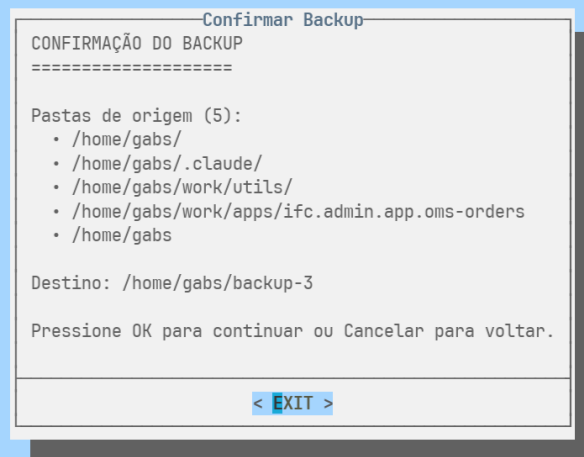 Confirmar Backup
CONFIRMAÇÃO DO BACKUP
====================
Pastas de origem (5):
• /home/gabs/
• /home/gabs/.claude/
• /home/gabs/work/utils/
• /home/gabs/work/apps/ifc.admin.app.oms-orders
• /home/gabs
Destino: /home/gabs/backup-3
Pressione OK para continuar ou Cancelar para voltar.
< EXIT >